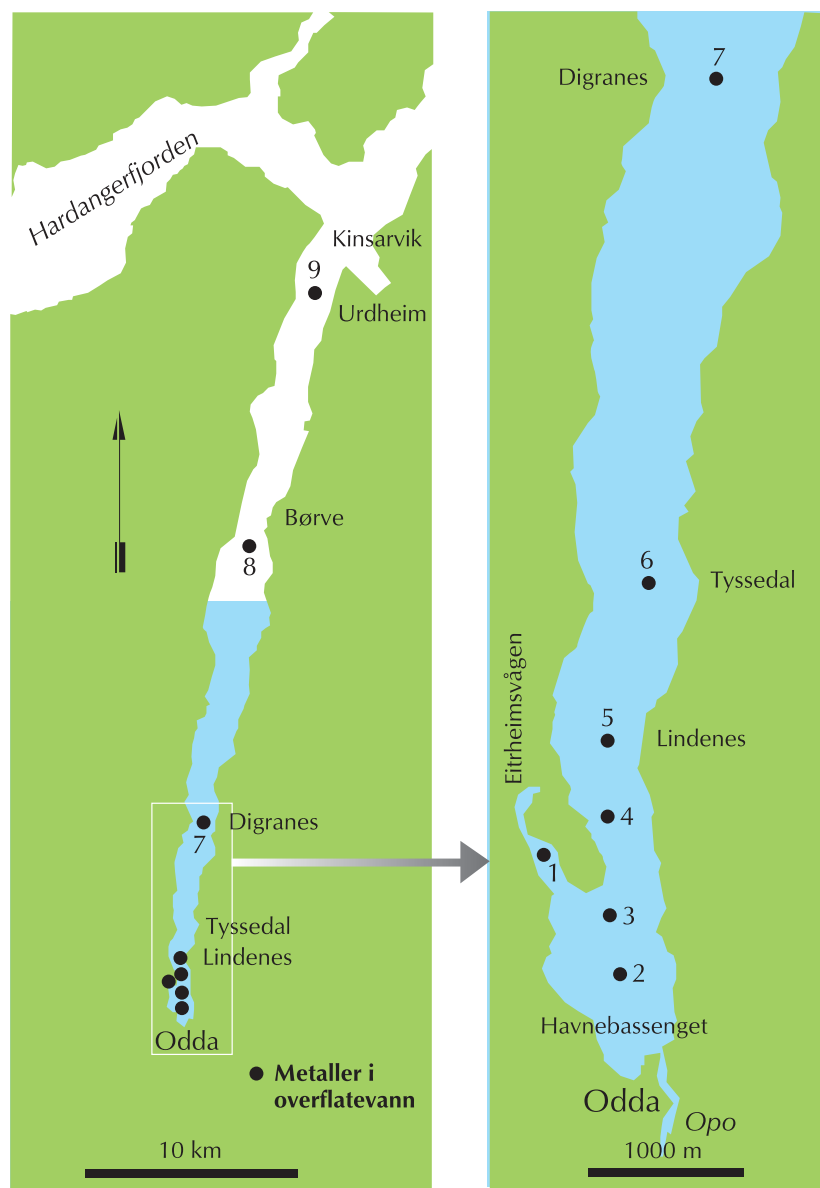 Hardangerfjorden
Kinsarvik
9
Urdheim
Børve
8
Digranes
7
Tyssedal
Lindenes
Odda
Metaller i
overflatevann
10 km
7
Digranes
6
Tyssedal
Eitrheimsvågen
5
Lindenes
4
1
3
2
Havnebassenget
Odda
Opo
1000 m